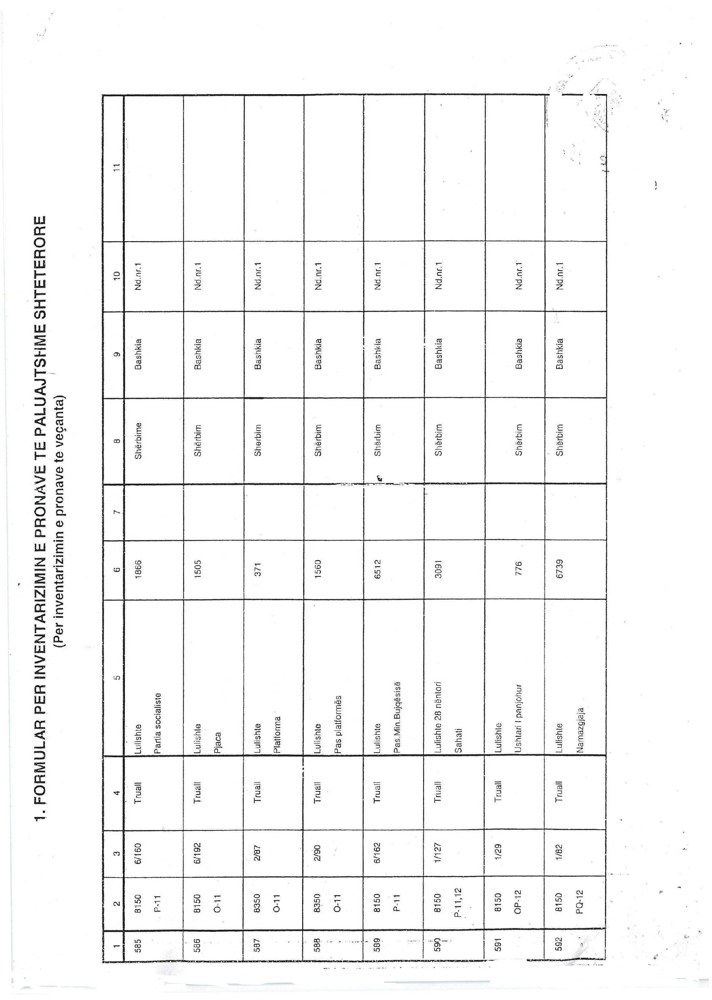 1. FORMULAR PER INVENTARIZIMIN E PRONAVE TE PALUAJTSHME SHTETERORE
(Per inventarizimin e pronave te veçanta)
1 2 3 4 5 6 7 8 9 10 11
585 8150 6/160 Truall Lulishte 1866 Shërbime Bashkia Nd.nr.1
P-11 Partia socialiste
586 8150 6/192 Truall Lulishte 1505 Shërbim Bashkia Nd.nr.1
O-11 Pjaca
587 8350 2/87 Truall Lulishte 371 Sherbim Bashkia Nd.nr.1
O-11 Platforma
588 8350 2/90 Truall Lulishte 1560 Shërbim Bashkia Nd.nr.1
O-11 Pas platformës
589 8150 6/162 Truall Lulishte 6512 Shërbim Bashkia Nd.nr.1
P-11 Pas.Min.Bujqësisë
590 8150 1/127 Truall Lulishte 28 nëntori 3091 Shërbim Bashkia Nd.nr.1
P-11,12 Sahati
591 8150 1/29 Truall Lulishte
OP-12 Ushtari I panjohur 776 Shërbim Bashkia Nd.nr.1
592 8150 1/82 Truall Lulishte 6739 Shërbim Bashkia Nd.nr.1
PQ-12 Namazgjaja